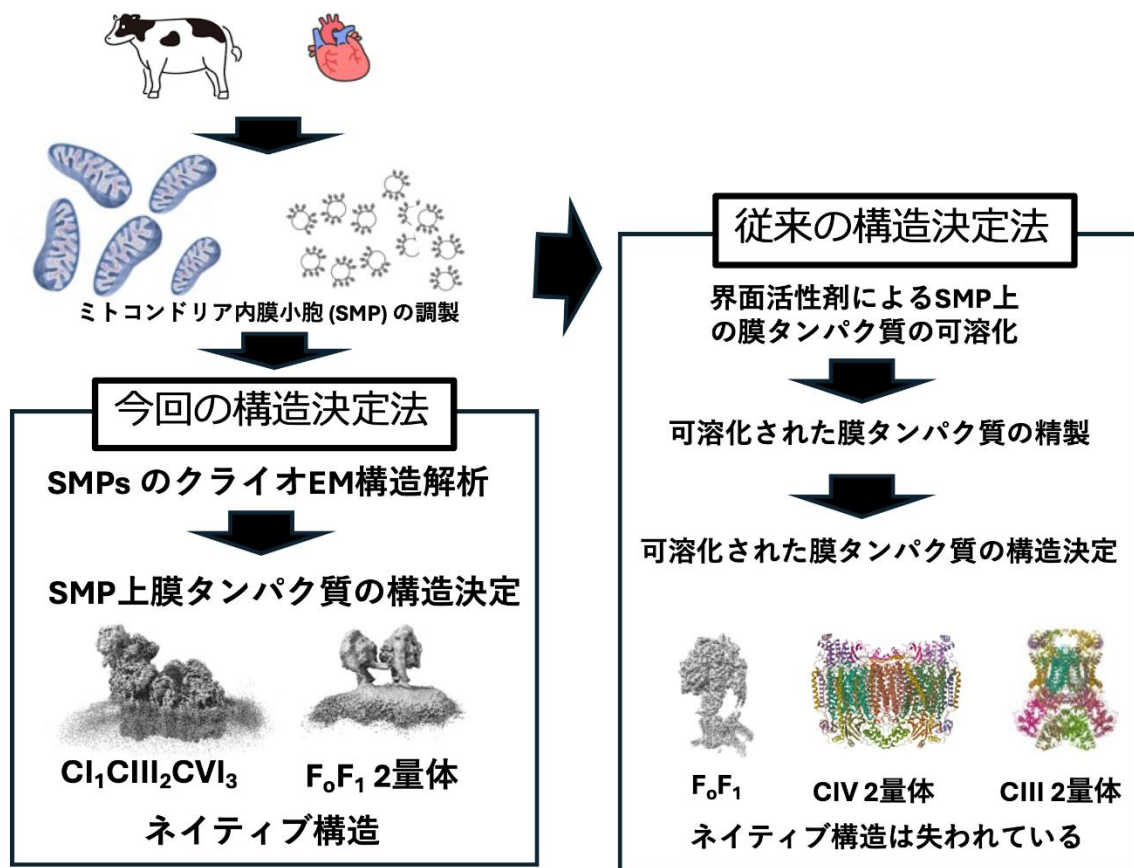 ミトコンドリア内膜小胞 (SMP) の調製
今回の構造決定法
SMPs のクライオEM構造解析
SMP上膜タンパク質の構造決定
CI₁CIII₂CVI₃
FₒF₁ 2量体
ネイティブ構造
従来の構造決定法
界面活性剤によるSMP上
の膜タンパク質の可溶化
可溶化された膜タンパク質の精製
可溶化された膜タンパク質の構造決定
FₒF₁
CIV 2量体
CIII 2量体
ネイティブ構造は失われている